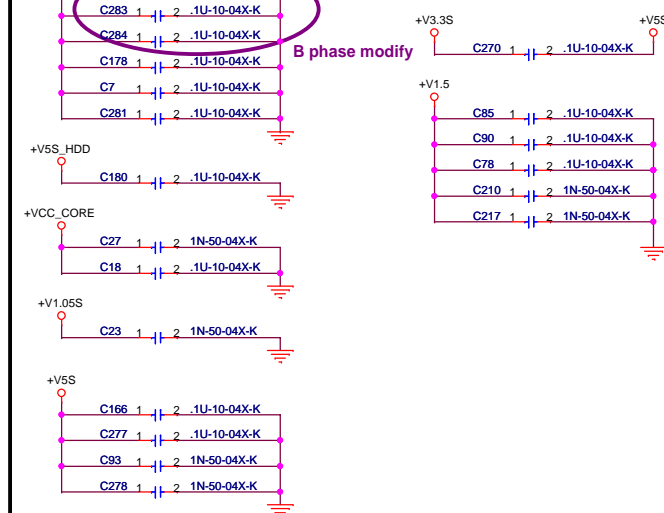 C283 1 2 .1U-10-04X-K
C284 1 2 .1U-10-04X-K
B phase modify
C178 1 2 .1U-10-04X-K
C7 1 2 .1U-10-04X-K
C281 1 2 .1U-10-04X-K
+V5S_HDD
C180 1 2 .1U-10-04X-K
+VCC_CORE
C27 1 2 1N-50-04X-K
C18 1 2 .1U-10-04X-K
+V1.05S
C23 1 2 1N-50-04X-K
+V5S
C166 1 2 .1U-10-04X-K
C277 1 2 .1U-10-04X-K
C93 1 2 1N-50-04X-K
C278 1 2 1N-50-04X-K
+V3.3S +V5S
C270 1 2 .1U-10-04X-K
+V1.5
C85 1 2 .1U-10-04X-K
C90 1 2 .1U-10-04X-K
C78 1 2 .1U-10-04X-K
C210 1 2 1N-50-04X-K
C217 1 2 1N-50-04X-K